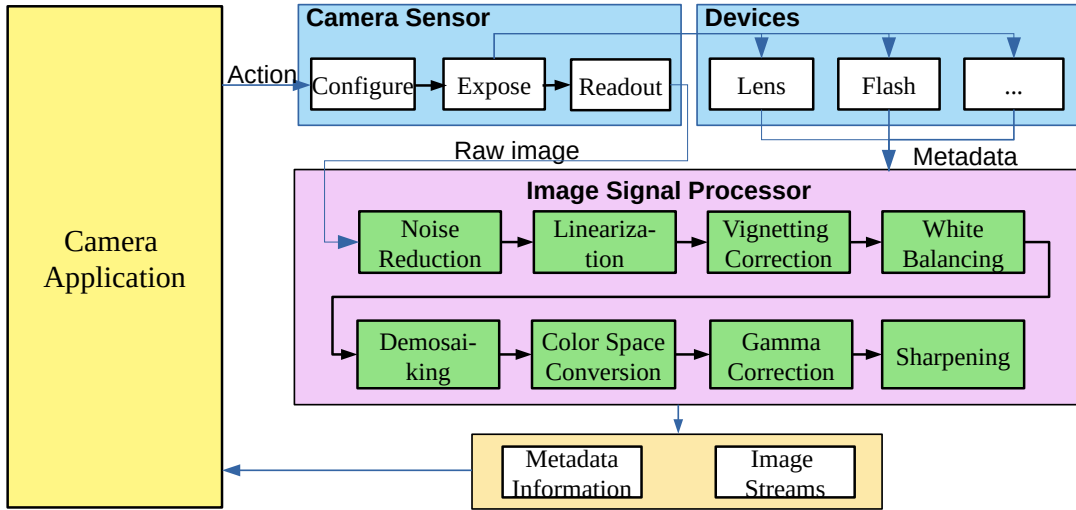 Camera Sensor
Devices
Action
Configure
Expose
Readout
Lens
Flash
...
Raw image
Metadata
Camera
Application
Image Signal Processor
Noise
Reduction
Lineariza-
tion
Vignetting
Correction
White
Balancing
Demosai-
king
Color Space
Conversion
Gamma
Correction
Sharpening
Metadata
Information
Image
Streams